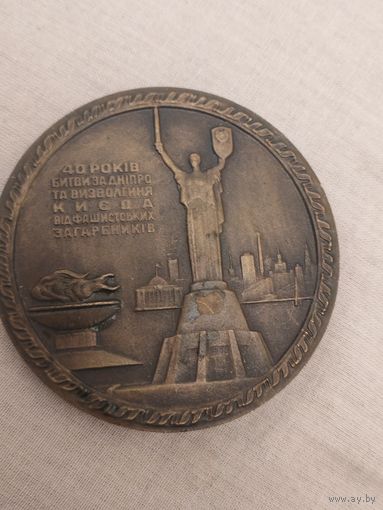 40 РОКІВ
БИТВИ ЗА ДНІПРО
ТА ВИЗВОЛЕННЯ
КИЄВА
ВІД ФАШИСТСЬКИХ
ЗАГАРБНИКІВ
www.ay.by